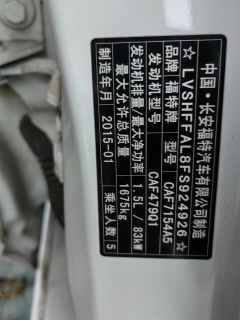 中国·长安福特汽车有限公司制造
☆LVSHFFAL8FS924926☆
品牌 福特牌 型号 CAF7154A5
发动机型号 CAF479Q1
发动机排量/最大净功率 1.5L / 83kW
最大允许总质量 1675kg
制造年月 2015-01 乘坐人数 5